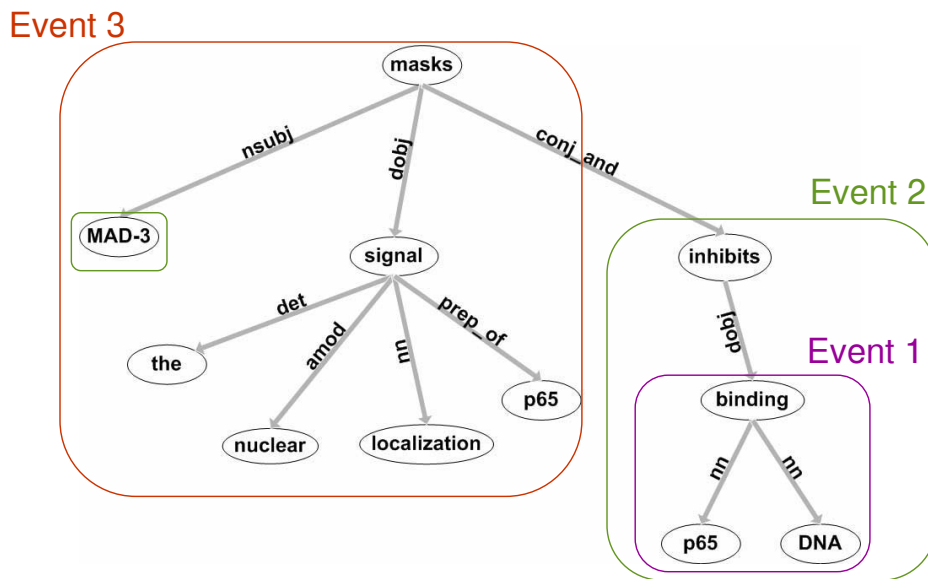 Event 3
masks
nsubj
dobj
conj_and
Event 2
MAD-3
signal
inhibits
det
amod
nn
prep_of
dobj
Event 1
the
p65
binding
nuclear
localization
nn
nn
p65
DNA